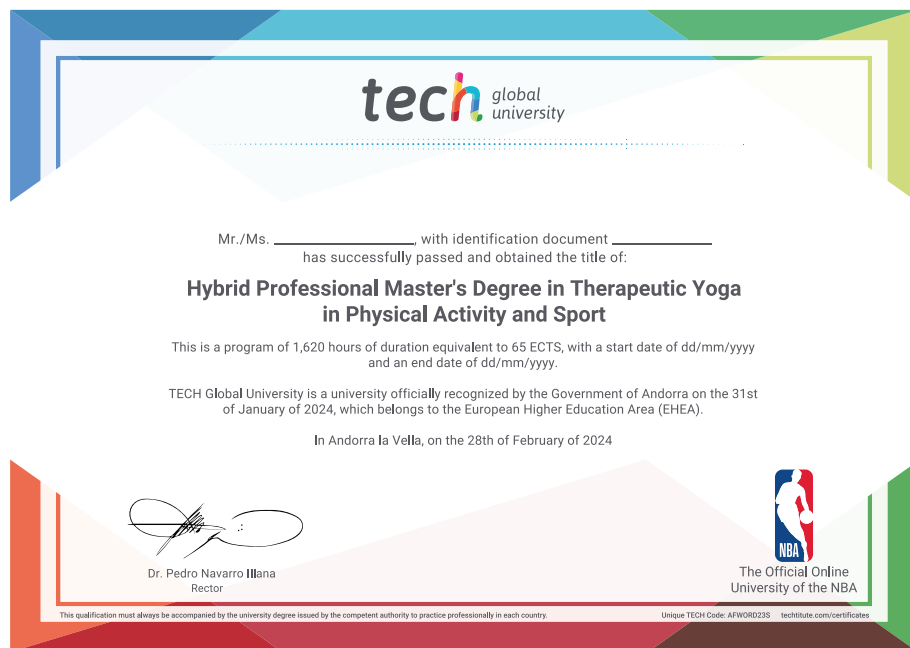 tech global
university
Mr./Ms. ____________, with identification document ____________
has successfully passed and obtained the title of:
Hybrid Professional Master's Degree in Therapeutic Yoga
in Physical Activity and Sport
This is a program of 1,620 hours of duration equivalent to 65 ECTS, with a start date of dd/mm/yyyy
and an end date of dd/mm/yyyy.
TECH Global University is a university officially recognized by the Government of Andorra on the 31st
of January of 2024, which belongs to the European Higher Education Area (EHEA).
In Andorra la Vella, on the 28th of February of 2024
Dr. Pedro Navarro Illana
Rector
NBA
The Official Online
University of the NBA
This qualification must always be accompanied by the university degree issued by the competent authority to practice professionally in each country.
Unique TECH Code: AFWORD23S techtitute.com/certificates